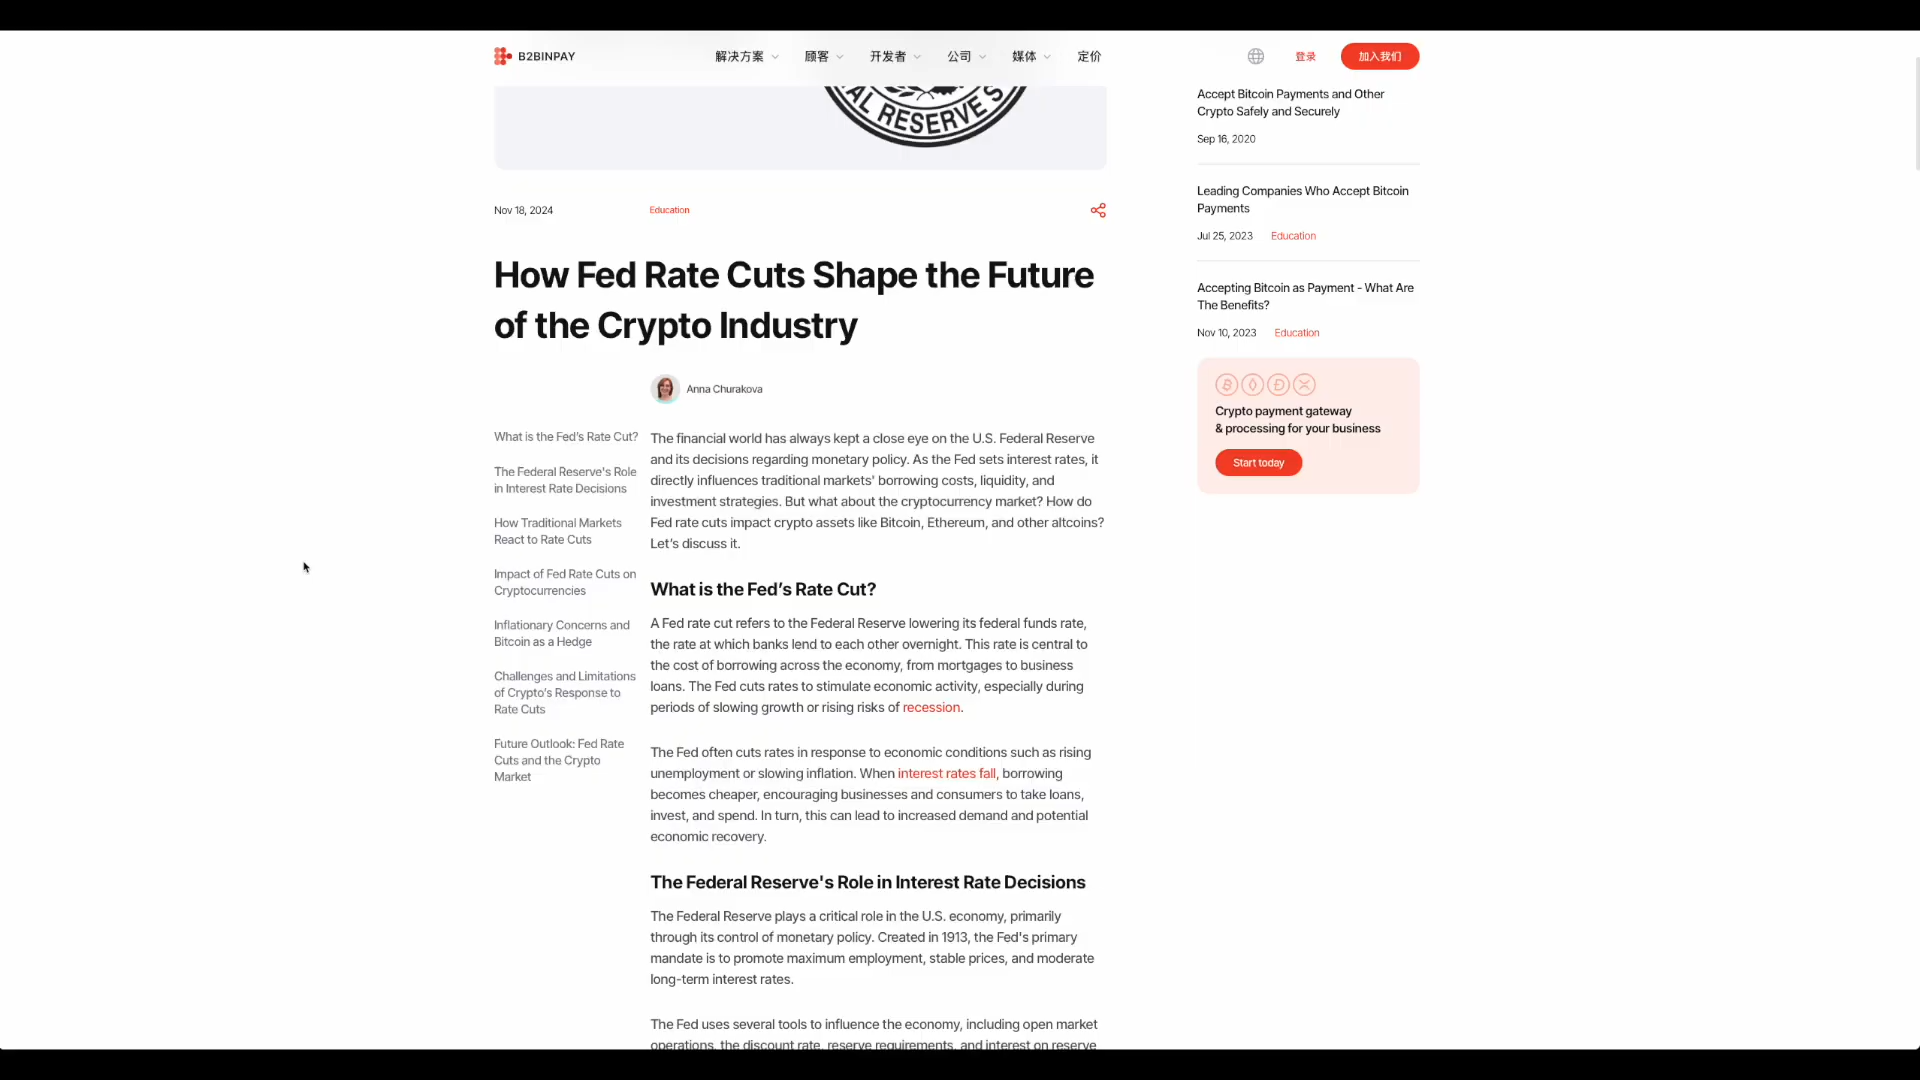 B2BINPAY
解决方案
顾客
开发者
公司
媒体
定价
登录
加入我们
AL RESERVE S
Nov 18, 2024
Education
How Fed Rate Cuts Shape the Future
of the Crypto Industry
Anna Churakova
What is the Fed’s Rate Cut?
The Federal Reserve's Role
in Interest Rate Decisions
How Traditional Markets
React to Rate Cuts
Impact of Fed Rate Cuts on
Cryptocurrencies
Inflationary Concerns and
Bitcoin as a Hedge
Challenges and Limitations
of Crypto’s Response to
Rate Cuts
Future Outlook: Fed Rate
Cuts and the Crypto
Market
The financial world has always kept a close eye on the U.S. Federal Reserve
and its decisions regarding monetary policy. As the Fed sets interest rates, it
directly influences traditional markets' borrowing costs, liquidity, and
investment strategies. But what about the cryptocurrency market? How do
Fed rate cuts impact crypto assets like Bitcoin, Ethereum, and other altcoins?
Let’s discuss it.
What is the Fed’s Rate Cut?
A Fed rate cut refers to the Federal Reserve lowering its federal funds rate,
the rate at which banks lend to each other overnight. This rate is central to
the cost of borrowing across the economy, from mortgages to business
loans. The Fed cuts rates to stimulate economic activity, especially during
periods of slowing growth or rising risks of recession.
The Fed often cuts rates in response to economic conditions such as rising
unemployment or slowing inflation. When interest rates fall, borrowing
becomes cheaper, encouraging businesses and consumers to take loans,
invest, and spend. In turn, this can lead to increased demand and potential
economic recovery.
The Federal Reserve's Role in Interest Rate Decisions
The Federal Reserve plays a critical role in the U.S. economy, primarily
through its control of monetary policy. Created in 1913, the Fed's primary
mandate is to promote maximum employment, stable prices, and moderate
long-term interest rates.
The Fed uses several tools to influence the economy, including open market
operations, the discount rate, reserve requirements, and interest on reserve
Accept Bitcoin Payments and Other
Crypto Safely and Securely
Sep 16, 2020
Leading Companies Who Accept Bitcoin
Payments
Jul 25, 2023
Education
Accepting Bitcoin as Payment - What Are
The Benefits?
Nov 10, 2023
Education
Crypto payment gateway
& processing for your business
Start today